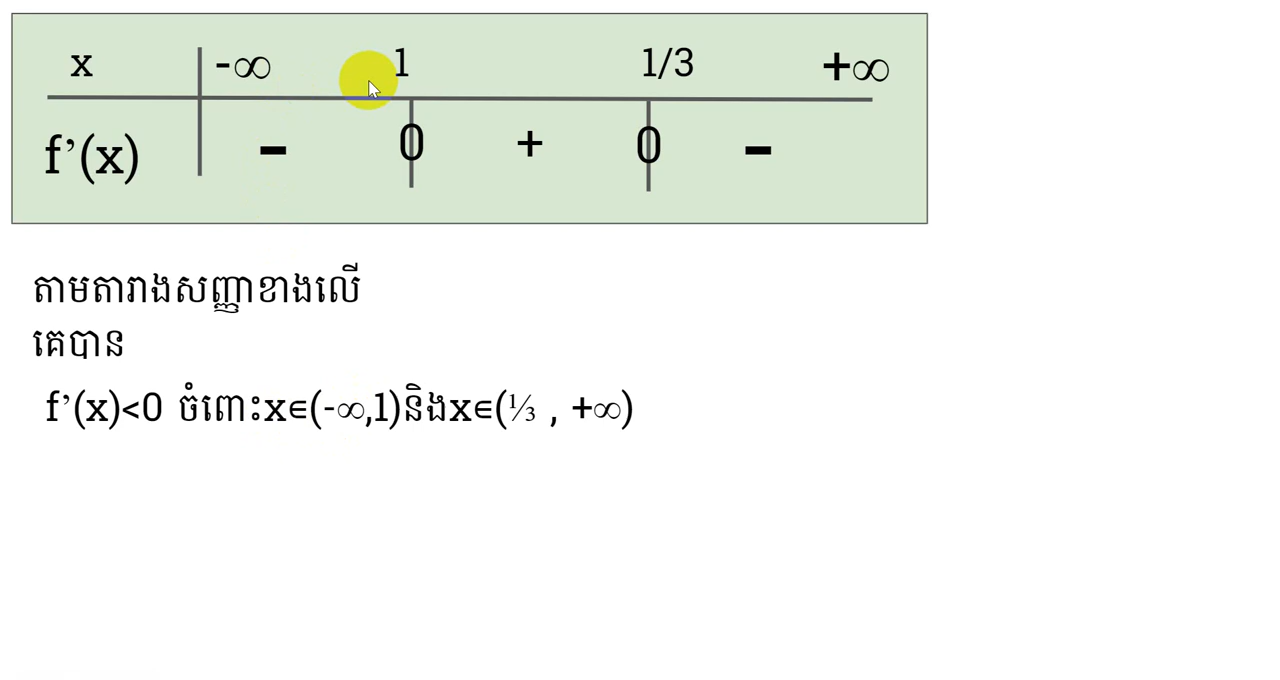 x -∞ 1 1/3 +∞
f’(x) - 0 + 0 -
តាមតារាងសញ្ញាខាងលើ
គេបាន
f’(x)<0 ចំពោះx∈(-∞,1)និងx∈(⅓ , +∞)